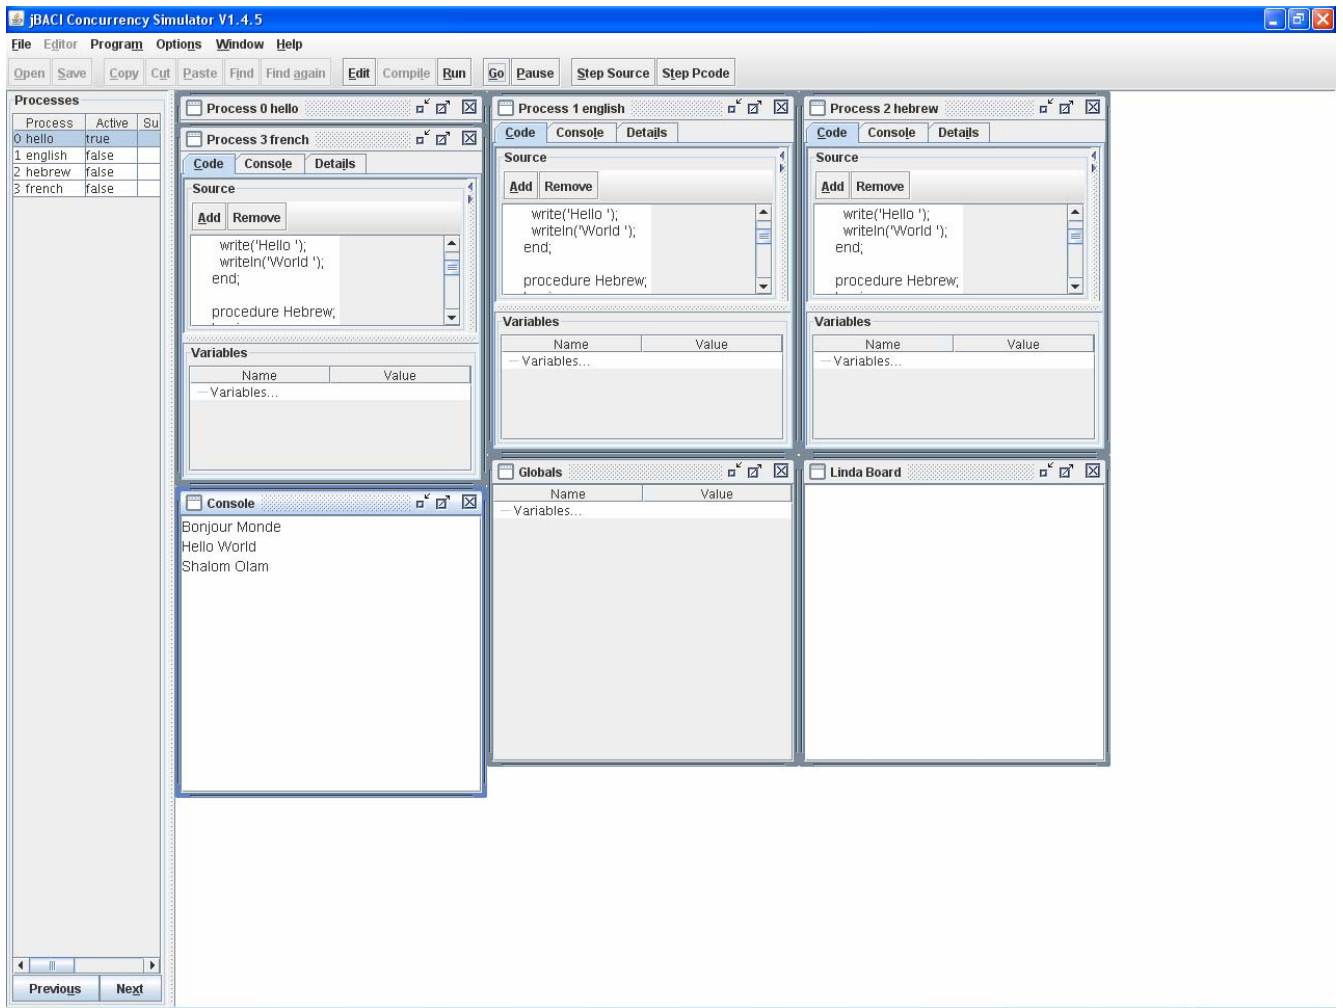 jBACI Concurrency Simulator V1.4.5
File Editor Program Options Window Help
Open Save Copy Cut Paste Find Find again Edit Compile Run Go Pause Step Source Step Pcode
Processes
Process Active Su
0 hello true
1 english false
2 hebrew false
3 french false
Previous Next
Process 0 hello
Process 3 french
Code Console Details
Source
Add Remove
write('Hello ');
writeln('World ');
end;
procedure Hebrew;
Variables
Name Value
Variables...
Console
Bonjour Monde
Hello World
Shalom Olam
Process 1 english
Code Console Details
Source
Add Remove
write('Hello ');
writeln('World ');
end;
procedure Hebrew;
Variables
Name Value
Variables...
Globals
Name Value
Variables...
Process 2 hebrew
Code Console Details
Source
Add Remove
write('Hello ');
writeln('World ');
end;
procedure Hebrew;
Variables
Name Value
Variables...
Linda Board